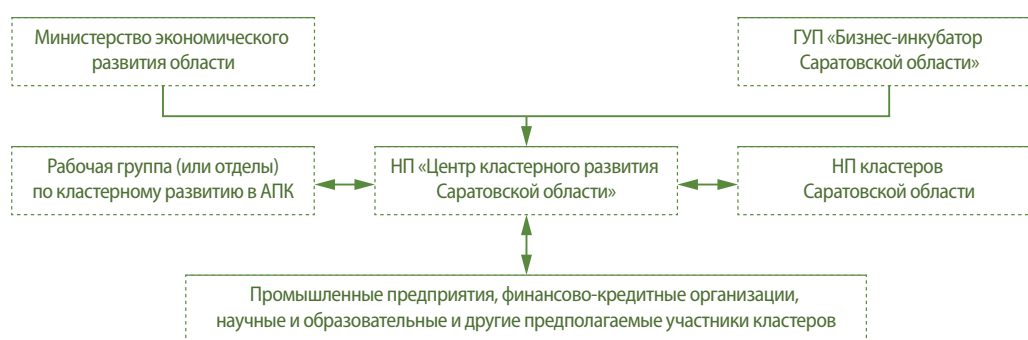 Министерство экономического
развития области
ГУП «Бизнес-инкубатор
Саратовской области»
Рабочая группа (или отделы)
по кластерному развитию в АПК
НП «Центр кластерного развития
Саратовской области»
НП кластеров
Саратовской области
Промышленные предприятия, финансово-кредитные организации,
научные и образовательные и другие предполагаемые участники кластеров